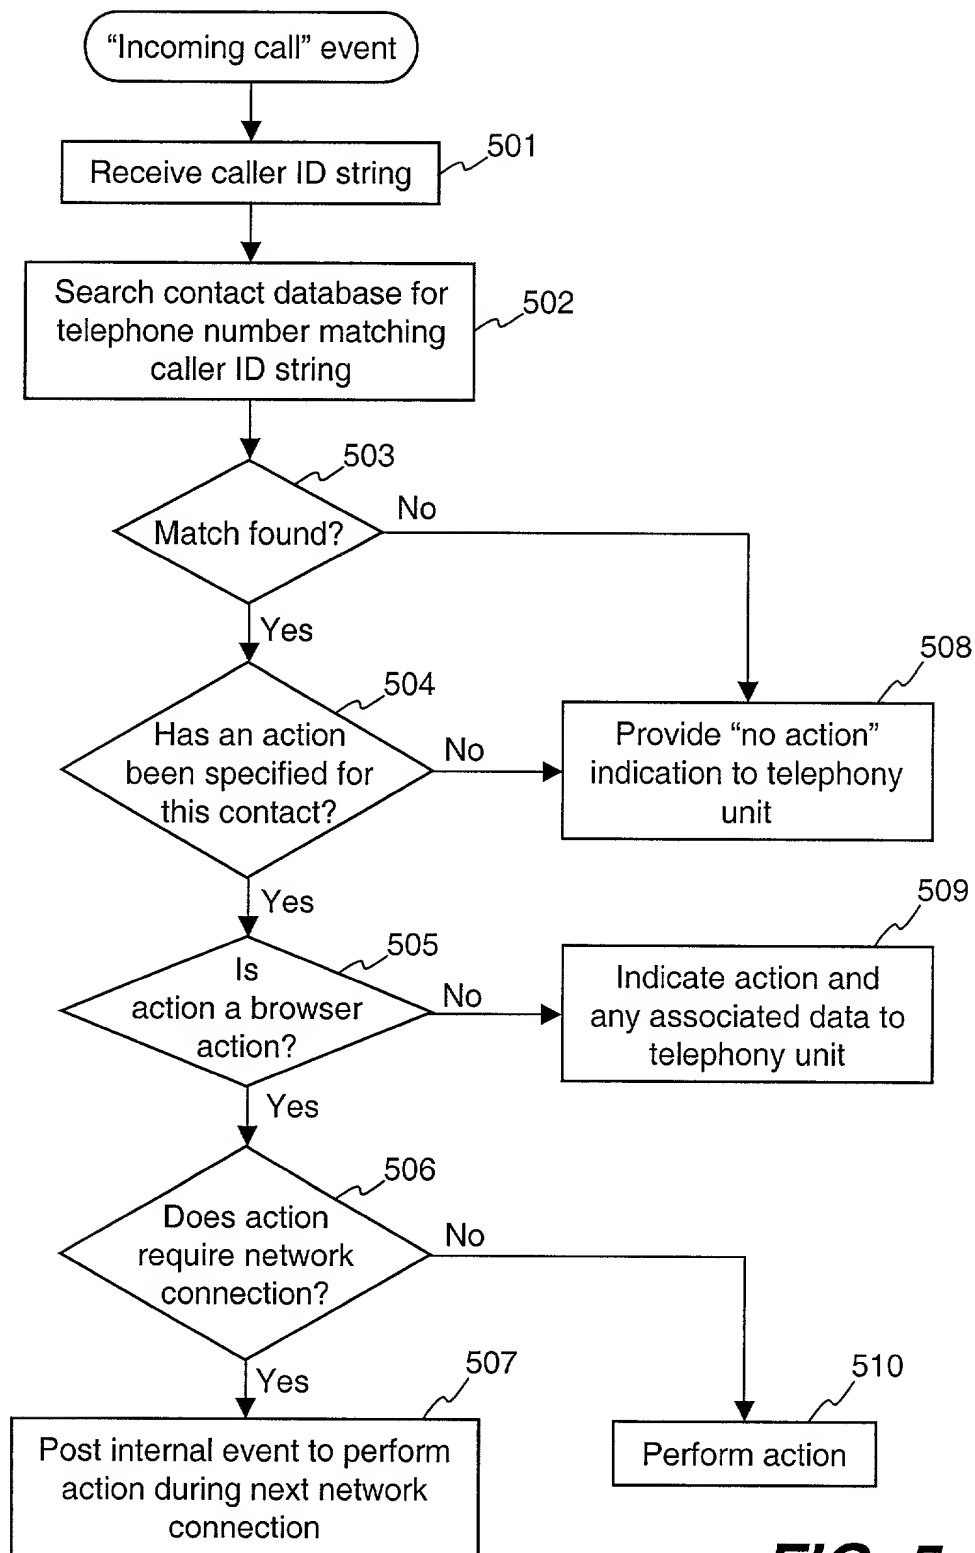 “Incoming call” event
501
Receive caller ID string
Search contact database for
telephone number matching
caller ID string
502
503
Match found?
No
Yes
504
Has an action
been specified for
this contact?
No
508
Provide “no action”
indication to telephony
unit
Yes
505
Is
action a browser
action?
No
509
Indicate action and
any associated data to
telephony unit
Yes
506
Does action
require network
connection?
No
Yes
507
Post internal event to perform
action during next network
connection
510
Perform action